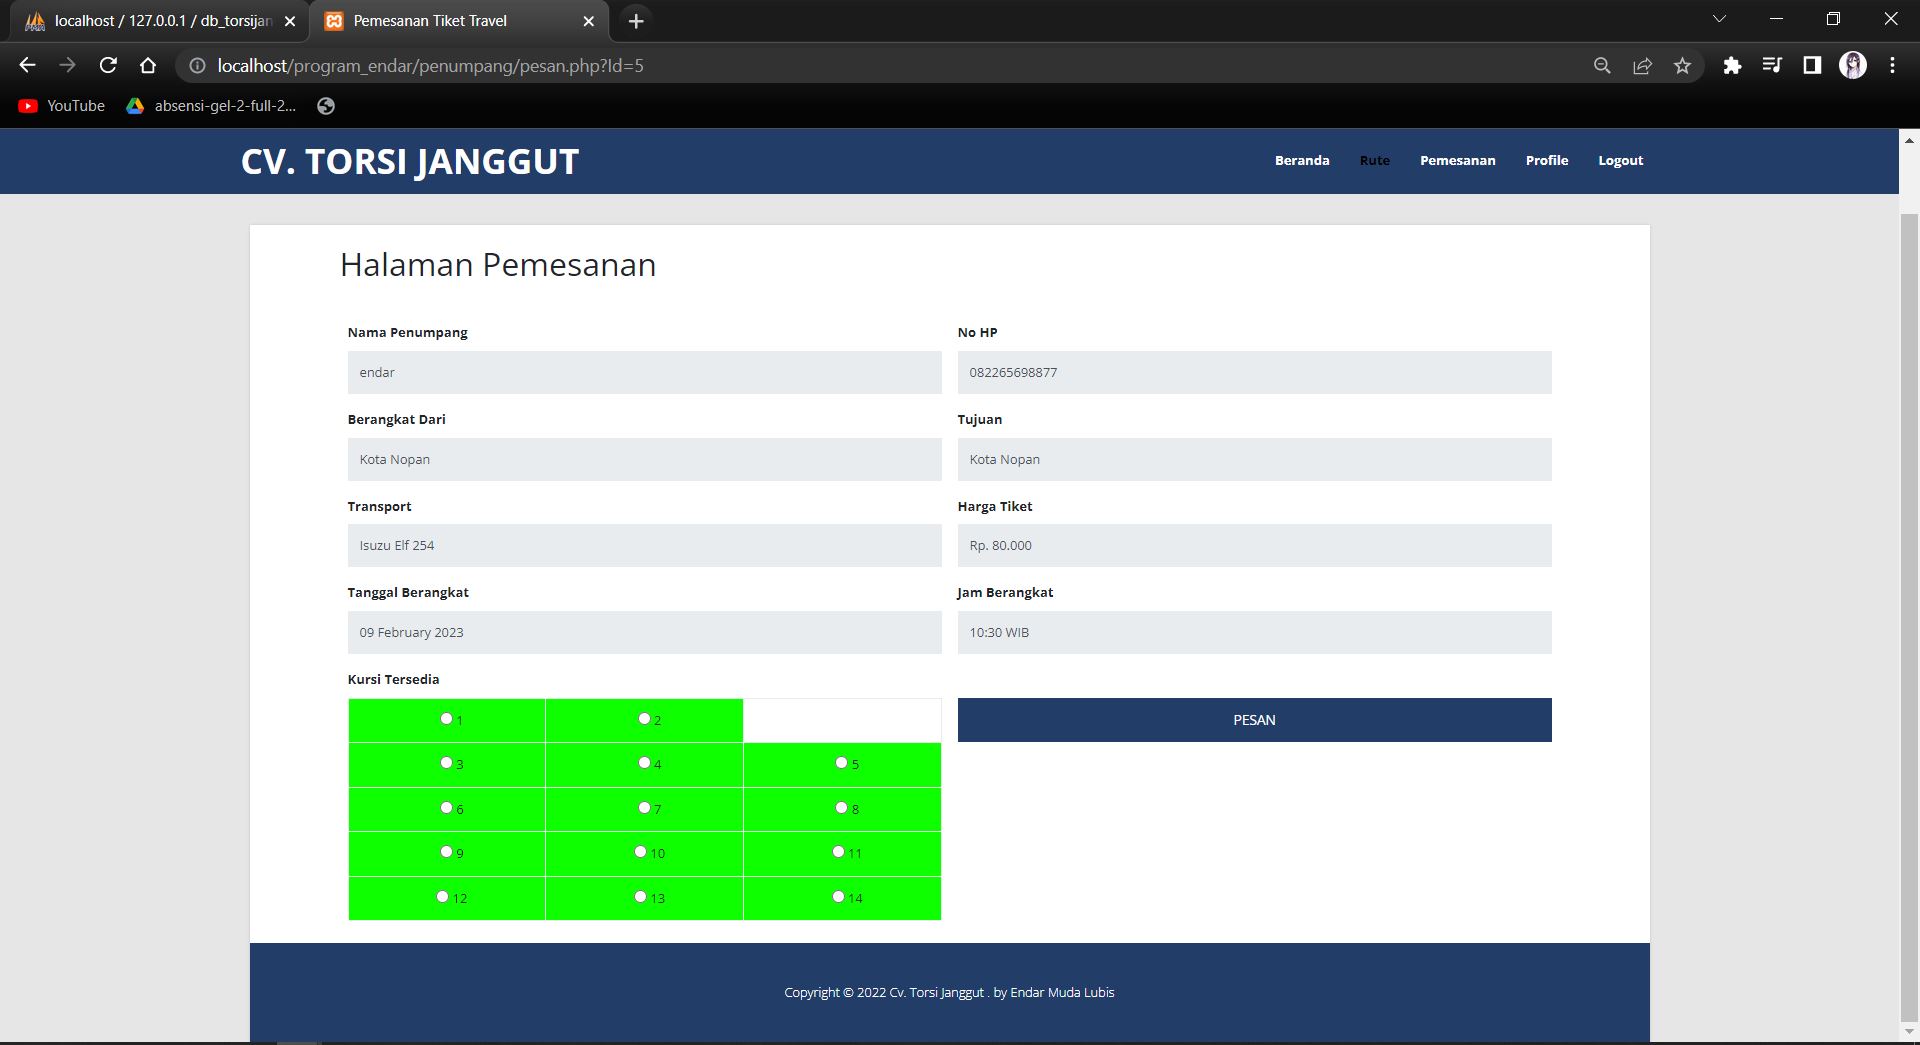 localhost / 127.0.0.1 / db_torsijan
Pemesanan Tiket Travel
localhost/program_endar/penumpang/pesan.php?Id=5
YouTube
absensi-gel-2-full-2...
CV. TORSI JANGGUT
Beranda
Rute
Pemesanan
Profile
Logout
Halaman Pemesanan
Nama Penumpang
No HP
endar
082265698877
Berangkat Dari
Tujuan
Kota Nopan
Kota Nopan
Transport
Harga Tiket
Isuzu Elf 254
Rp. 80.000
Tanggal Berangkat
Jam Berangkat
09 February 2023
10:30 WIB
Kursi Tersedia
1
2
PESAN
3
4
5
6
7
8
9
10
11
12
13
14
Copyright © 2022 Cv. Torsi Janggut . by Endar Muda Lubis